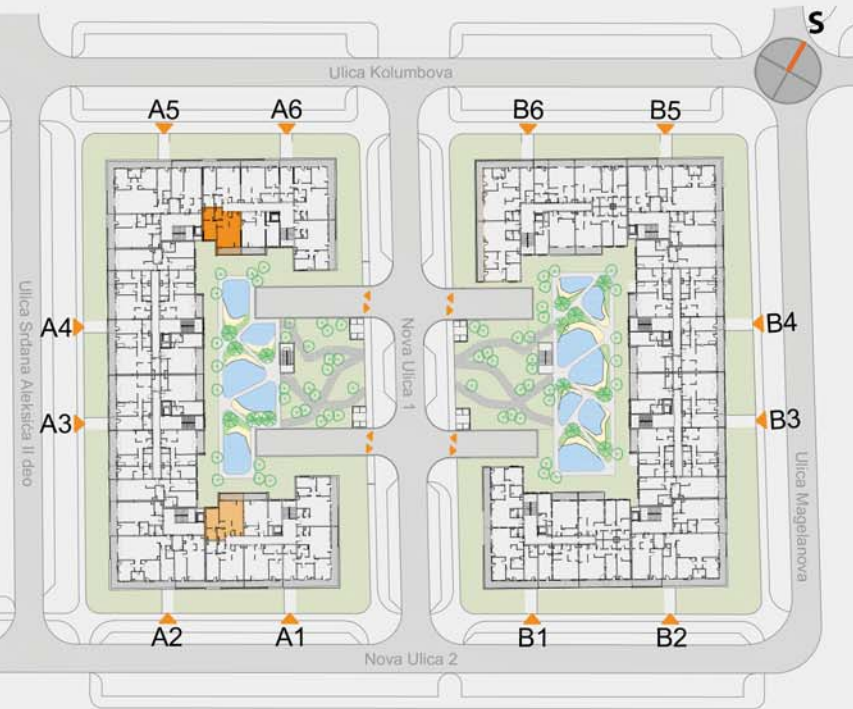 S
Ulica Kolumbova
A5
A6
B6
B5
Ulica Srđana Aleksića II deo
A4
Nova Ulica 1
B4
A3
B3
Ulica Magelanova
A2
A1
B1
B2
Nova Ulica 2